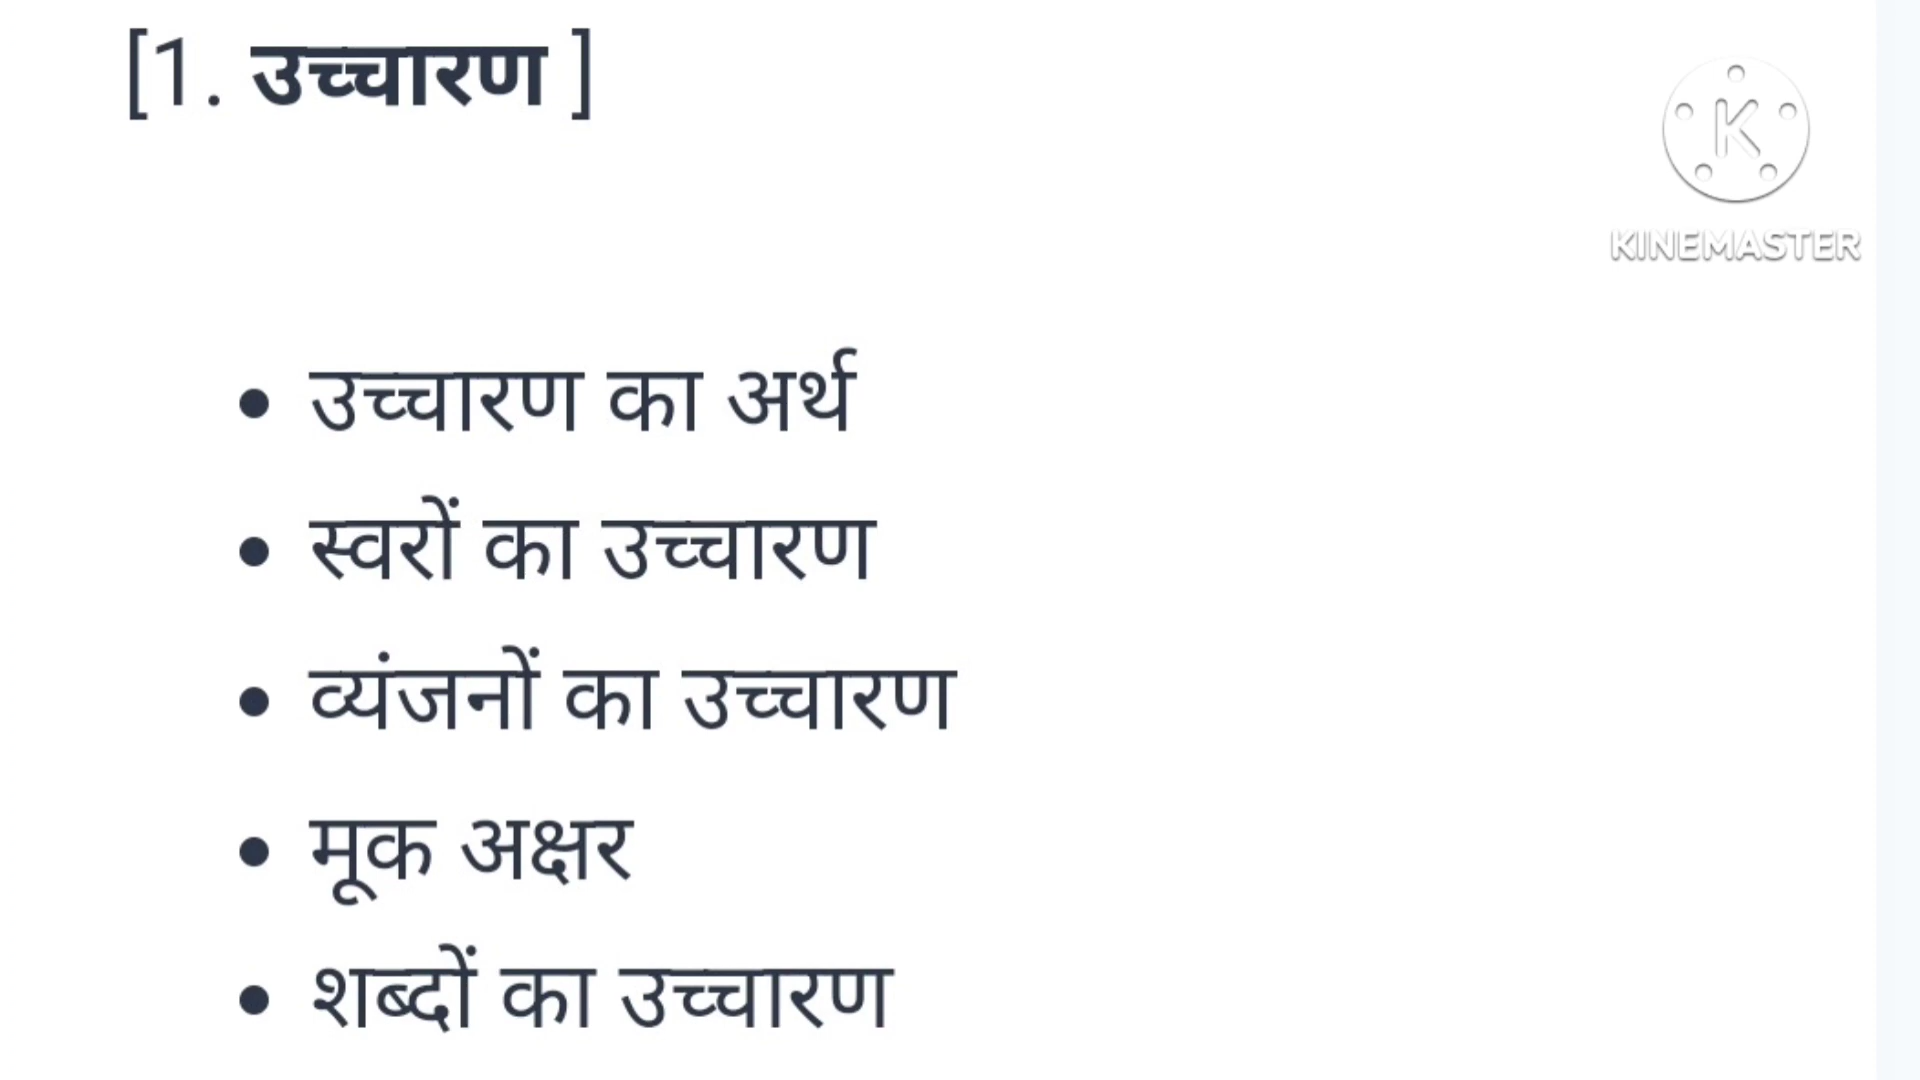 [1. उच्चारण ]
KINEMASTER
• उच्चारण का अर्थ
• स्वरों का उच्चारण
• व्यंजनों का उच्चारण
• मूक अक्षर
• शब्दों का उच्चारण